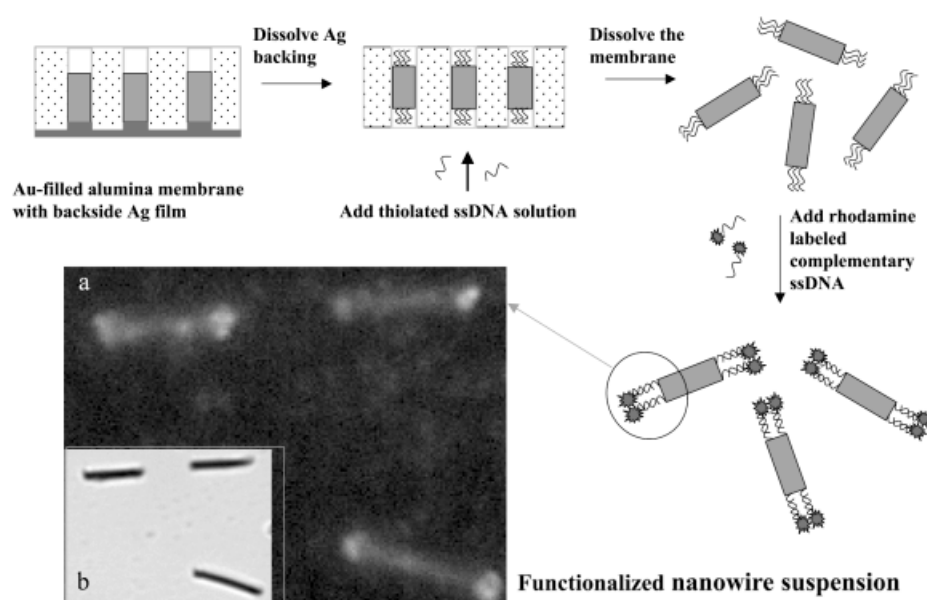 Dissolve Ag
backing
Dissolve the
membrane
Au-filled alumina membrane
with backside Ag film
Add thiolated ssDNA solution
Add rhodamine
labeled
complementary
ssDNA
a
b
Functionalized nanowire suspension